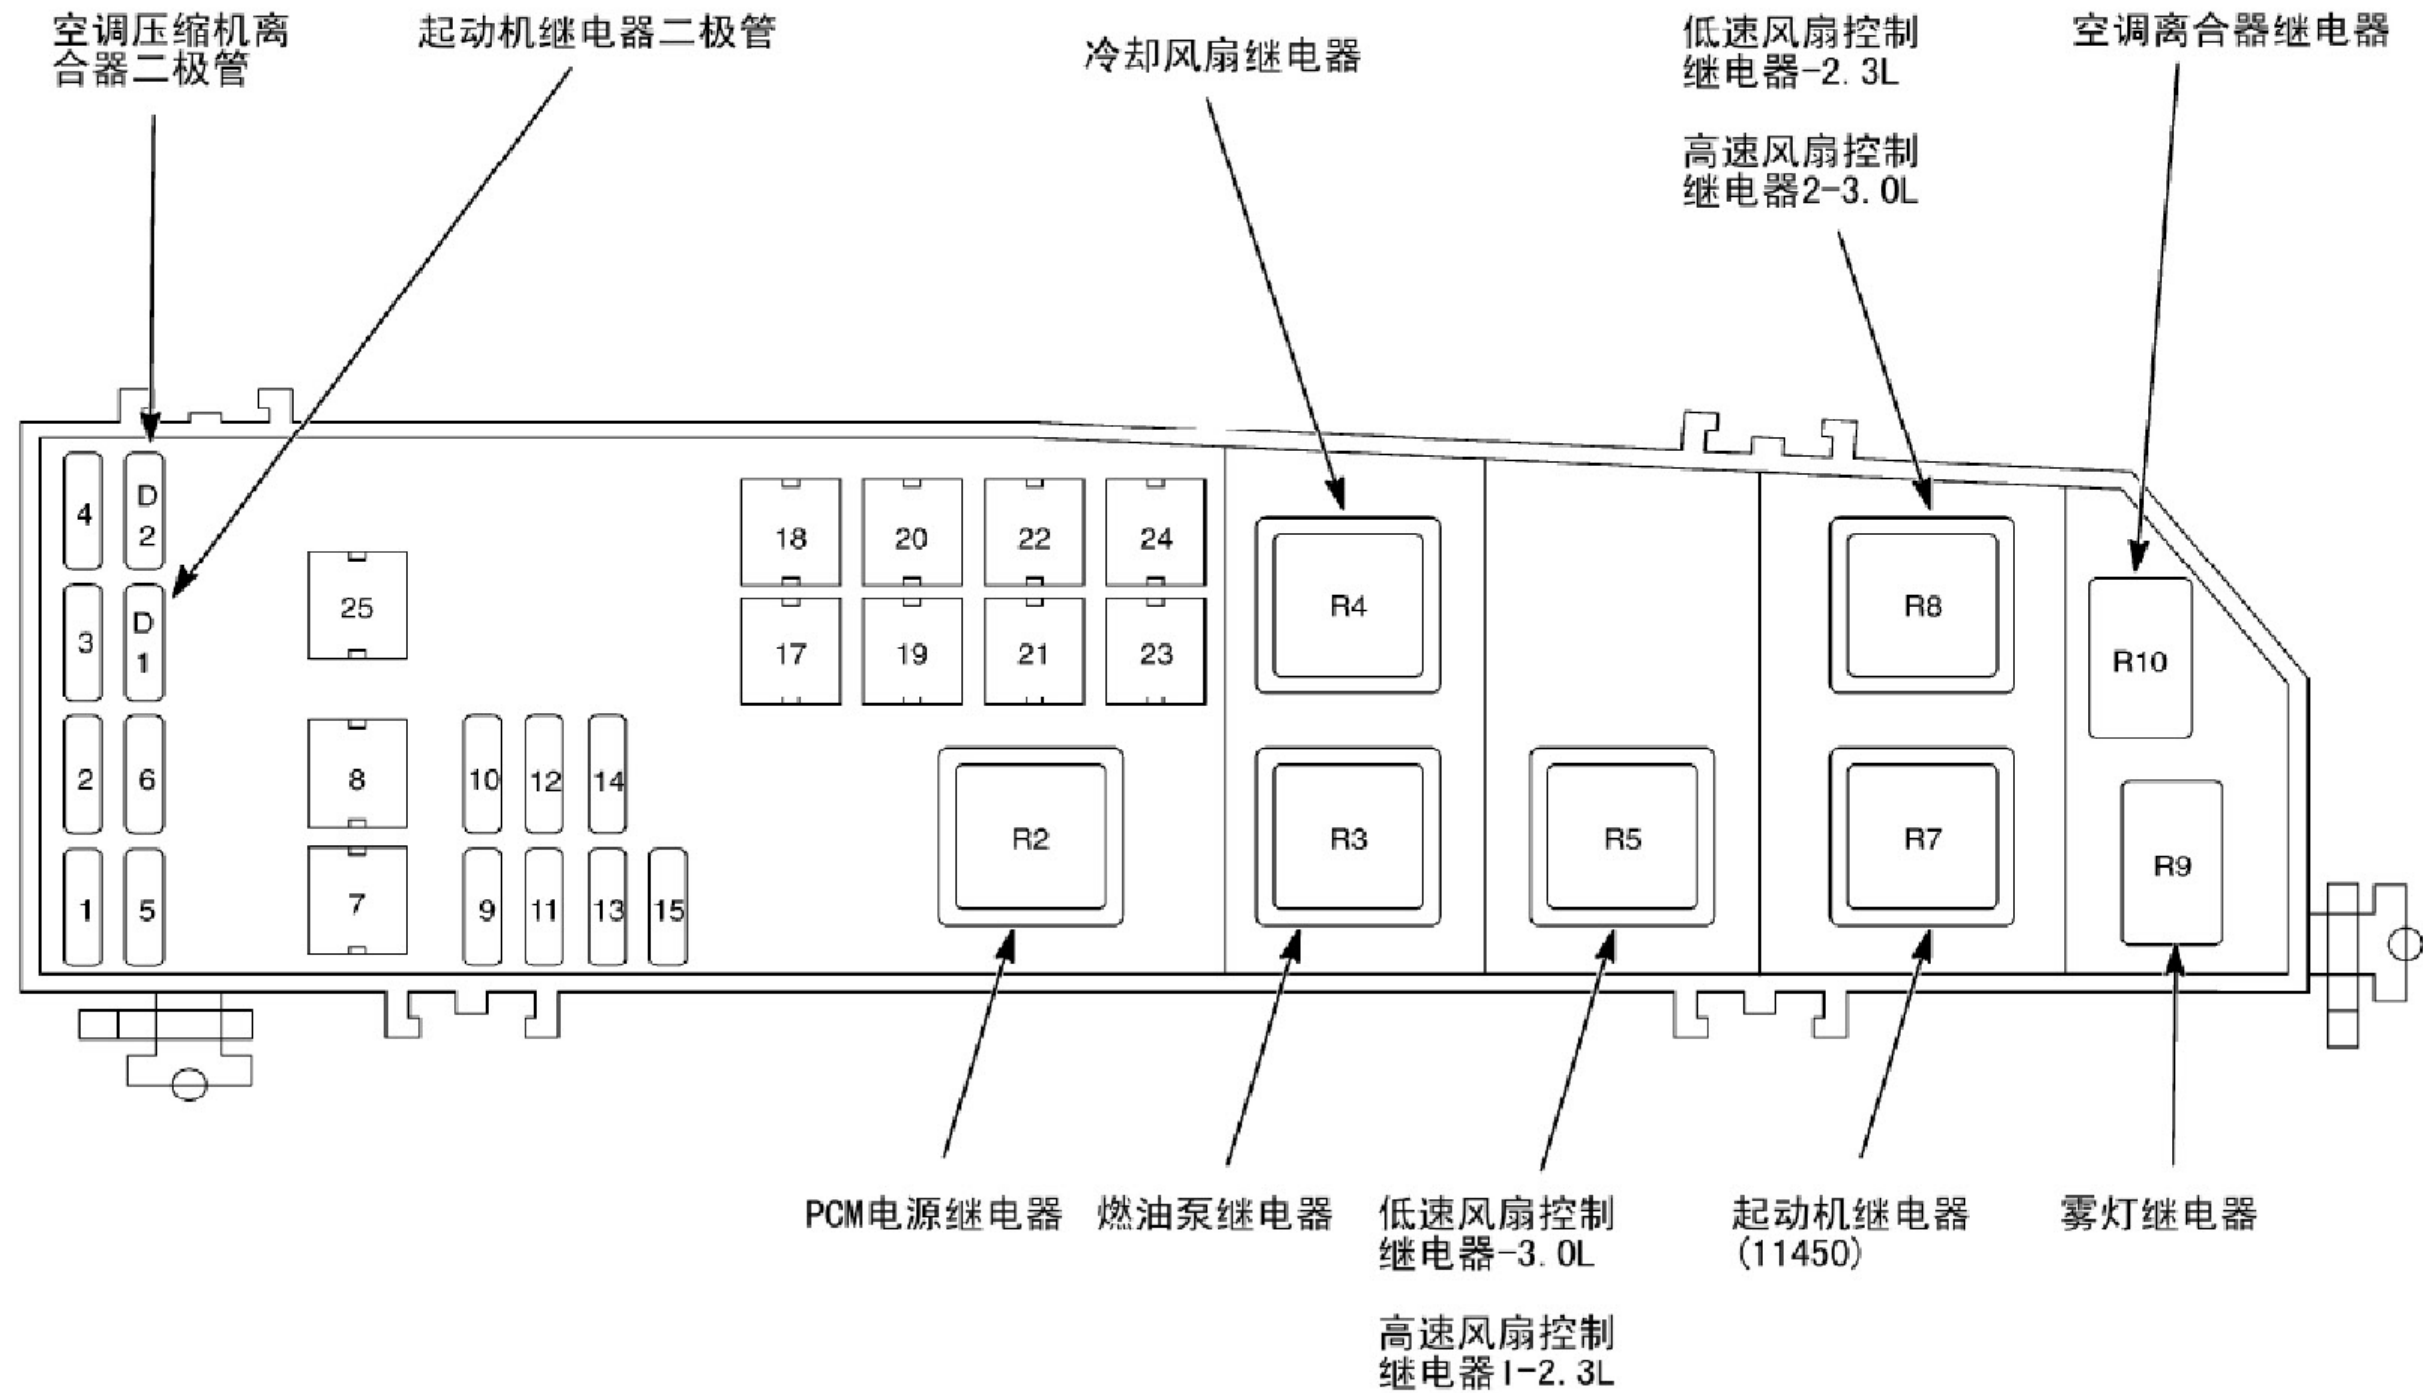 空调压缩机离
合器二极管
起动机继电器二极管
冷却风扇继电器
低速风扇控制
继电器-2.3L
高速风扇控制
继电器2-3.0L
空调离合器继电器
4
D
2
3
D
1
2
6
1
5
25
8
7
10
12
14
9
11
13
15
18
20
22
24
17
19
21
23
R2
R4
R3
R5
R8
R7
R10
R9
PCM电源继电器
燃油泵继电器
低速风扇控制
继电器-3.0L
高速风扇控制
继电器1-2.3L
起动机继电器
(11450)
雾灯继电器